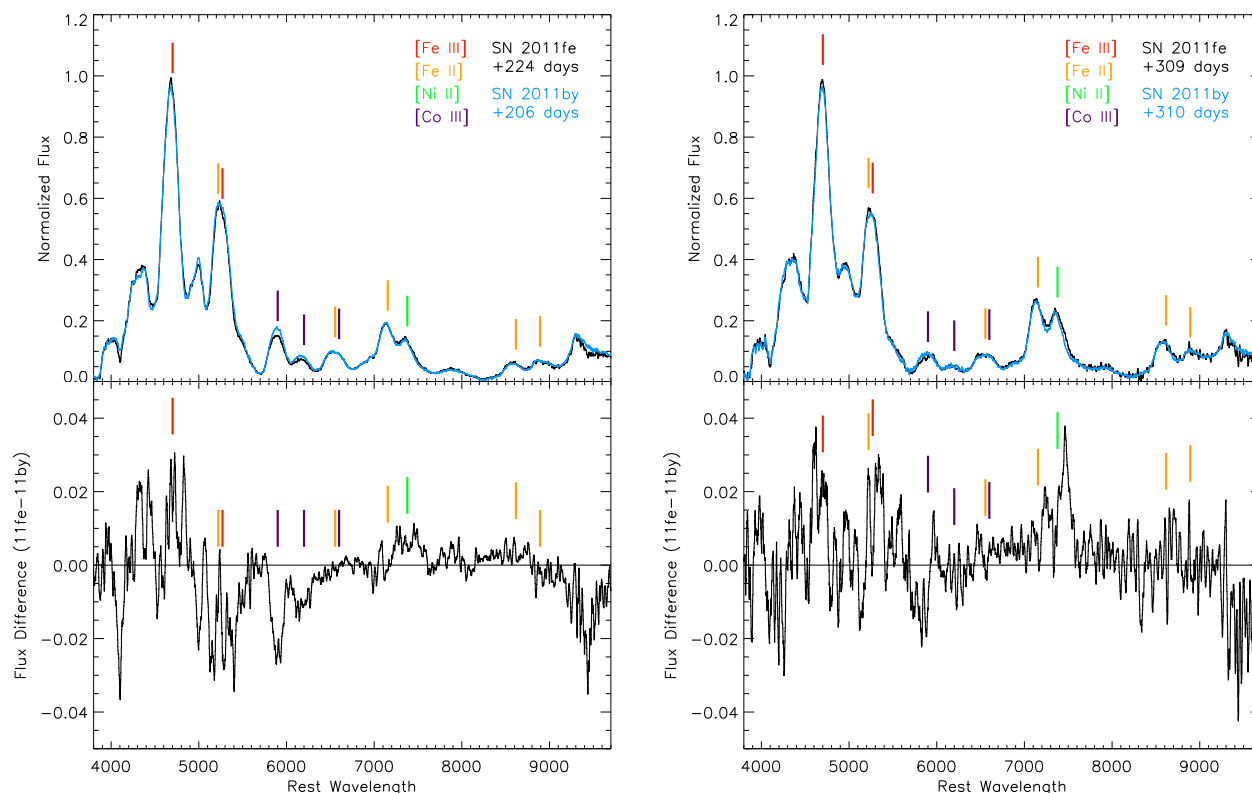 1.2
1.0
0.8
0.6
0.4
0.2
0.0
Normalized Flux
[Fe III]
[Fe II]
[Ni II]
[Co III]
SN 2011fe
+224 days
SN 2011by
+206 days
0.04
0.02
0.00
−0.02
−0.04
Flux Difference (11fe−11by)
4000 5000 6000 7000 8000 9000
Rest Wavelength
1.2
1.0
0.8
0.6
0.4
0.2
0.0
Normalized Flux
[Fe III]
[Fe II]
[Ni II]
[Co III]
SN 2011fe
+309 days
SN 2011by
+310 days
0.04
0.02
0.00
−0.02
−0.04
Flux Difference (11fe−11by)
4000 5000 6000 7000 8000 9000
Rest Wavelength